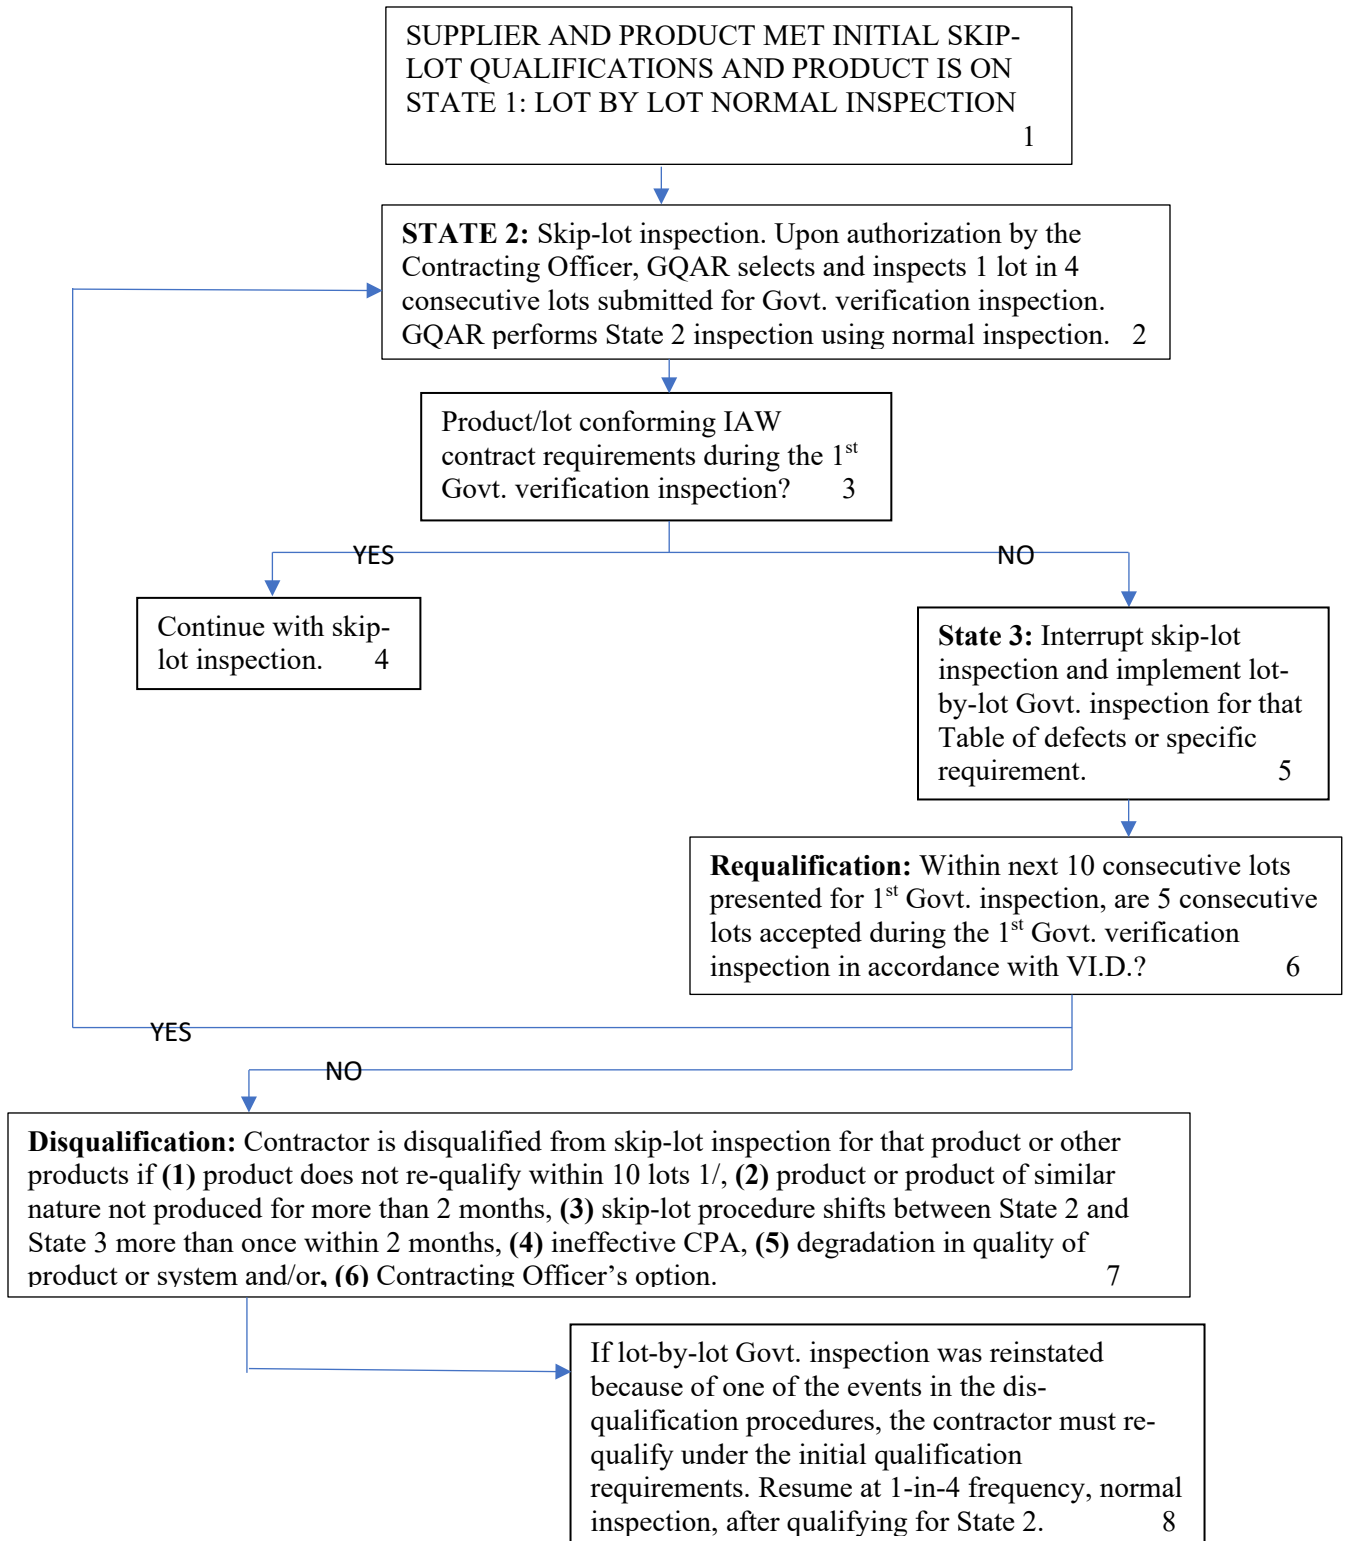 SUPPLIER AND PRODUCT MET INITIAL SKIP-
LOT QUALIFICATIONS AND PRODUCT IS ON
STATE 1: LOT BY LOT NORMAL INSPECTION
1
STATE 2: Skip-lot inspection. Upon authorization by the
Contracting Officer, GQAR selects and inspects 1 lot in 4
consecutive lots submitted for Govt. verification inspection.
GQAR performs State 2 inspection using normal inspection. 2
Product/lot conforming IAW
contract requirements during the 1st
Govt. verification inspection? 3
YES
NO
Continue with skip-
lot inspection. 4
State 3: Interrupt skip-lot
inspection and implement lot-
by-lot Govt. inspection for that
Table of defects or specific
requirement. 5
Requalification: Within next 10 consecutive lots
presented for 1st Govt. inspection, are 5 consecutive
lots accepted during the 1st Govt. verification
inspection in accordance with VI.D.? 6
YES
NO
Disqualification: Contractor is disqualified from skip-lot inspection for that product or other
products if (1) product does not re-qualify within 10 lots 1/, (2) product or product of similar
nature not produced for more than 2 months, (3) skip-lot procedure shifts between State 2 and
State 3 more than once within 2 months, (4) ineffective CPA, (5) degradation in quality of
product or system and/or, (6) Contracting Officer’s option. 7
If lot-by-lot Govt. inspection was reinstated
because of one of the events in the dis-
qualification procedures, the contractor must re-
qualify under the initial qualification
requirements. Resume at 1-in-4 frequency, normal
inspection, after qualifying for State 2. 8